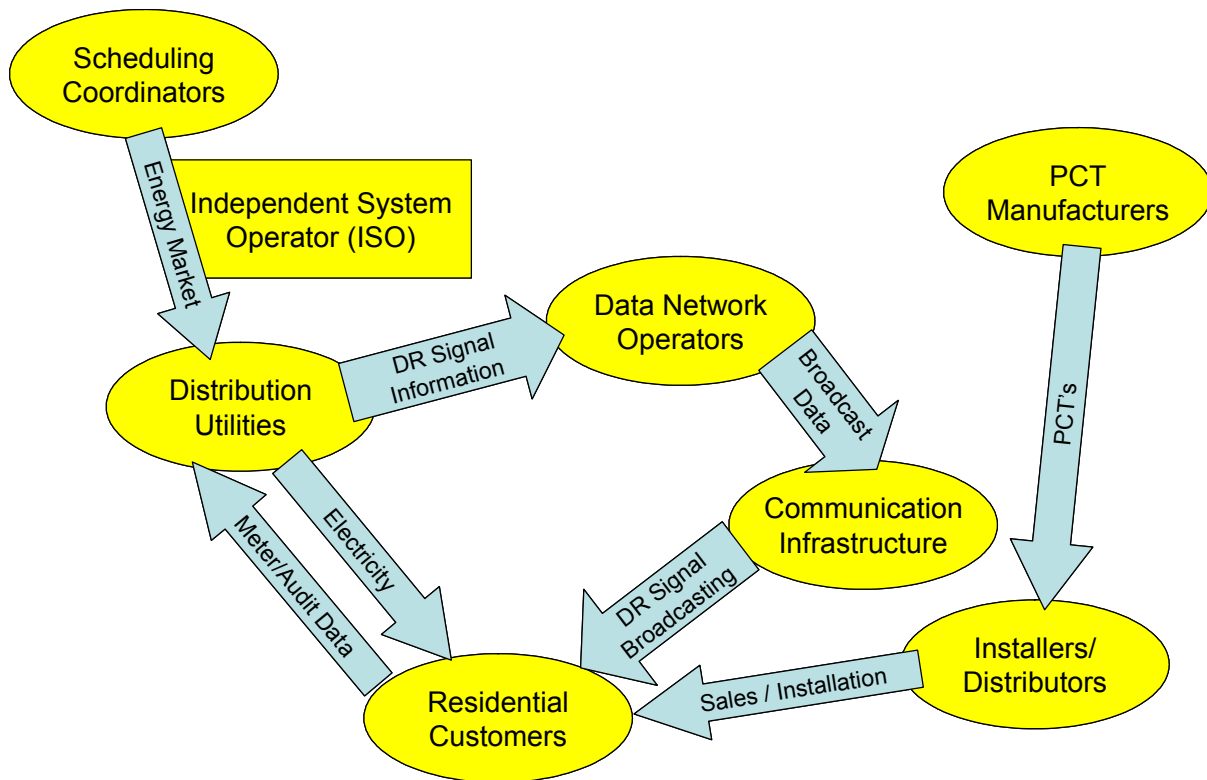 Scheduling
Coordinators
Energy Market
Independent System
Operator (ISO)
PCT
Manufacturers
Data Network
Operators
DR Signal
Information
Distribution
Utilities
Broadcast
Data
PCT's
Communication
Infrastructure
Electricity
Meter/Audit Data
DR Signal
Broadcasting
Installers/
Distributors
Sales / Installation
Residential
Customers